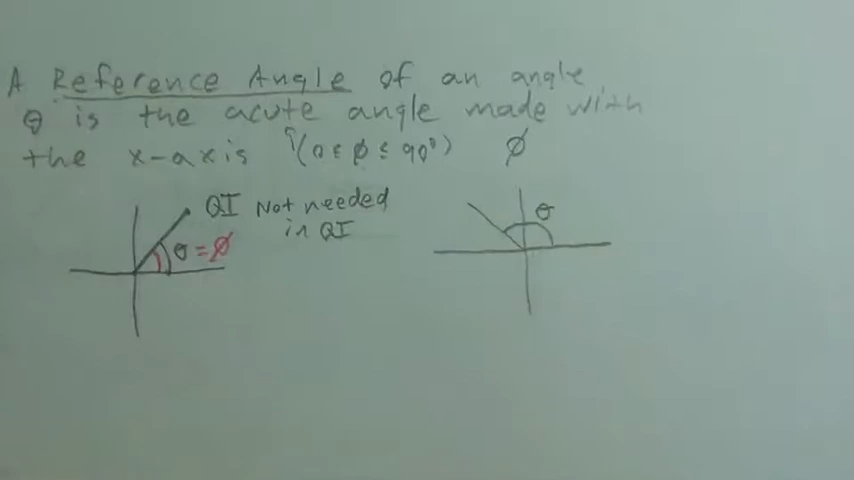 A Reference Angle of an angle
θ is the acute angle made with
the x-axis (0 ≤ ϕ ≤ 90°) ϕ
QI Not needed
in QI
θ = ϕ
θ